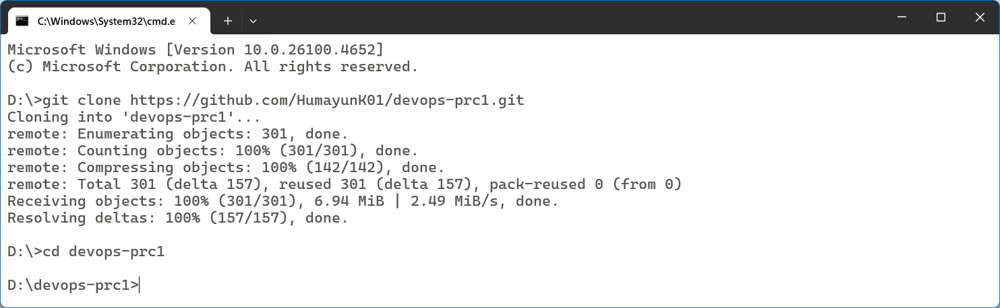 C:\Windows\System32\cmd.e
Microsoft Windows [Version 10.0.26100.4652]
(c) Microsoft Corporation. All rights reserved.
D:\>git clone https://github.com/HumayunK01/devops-prc1.git
Cloning into 'devops-prc1'...
remote: Enumerating objects: 301, done.
remote: Counting objects: 100% (301/301), done.
remote: Compressing objects: 100% (142/142), done.
remote: Total 301 (delta 157), reused 301 (delta 157), pack-reused 0 (from 0)
Receiving objects: 100% (301/301), 6.94 MiB | 2.49 MiB/s, done.
Resolving deltas: 100% (157/157), done.
D:\>cd devops-prc1
D:\devops-prc1>